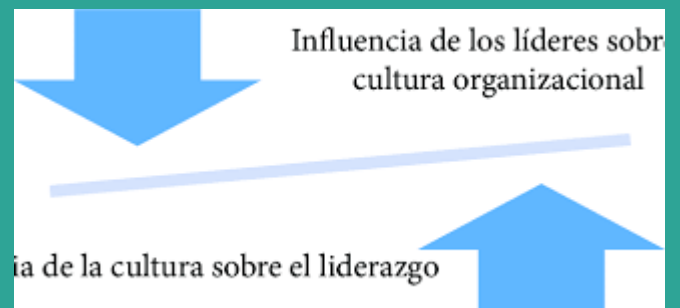 Influencia de los líderes sobr
cultura organizacional
ia de la cultura sobre el liderazgo